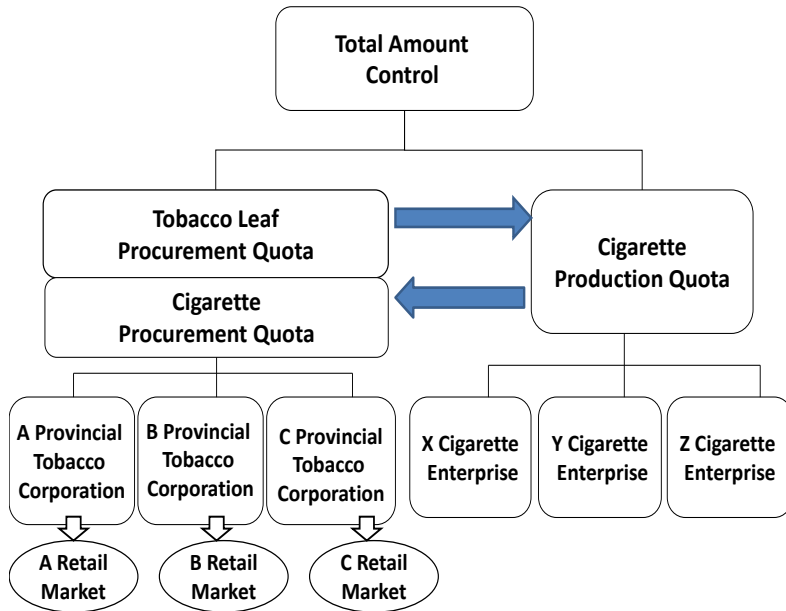 Total Amount
Control
Tobacco Leaf
Procurement Quota
Cigarette
Procurement Quota
Cigarette
Production Quota
A Provincial
Tobacco
Corporation
B Provincial
Tobacco
Corporation
C Provincial
Tobacco
Corporation
X Cigarette
Enterprise
Y Cigarette
Enterprise
Z Cigarette
Enterprise
A Retail
Market
B Retail
Market
C Retail
Market